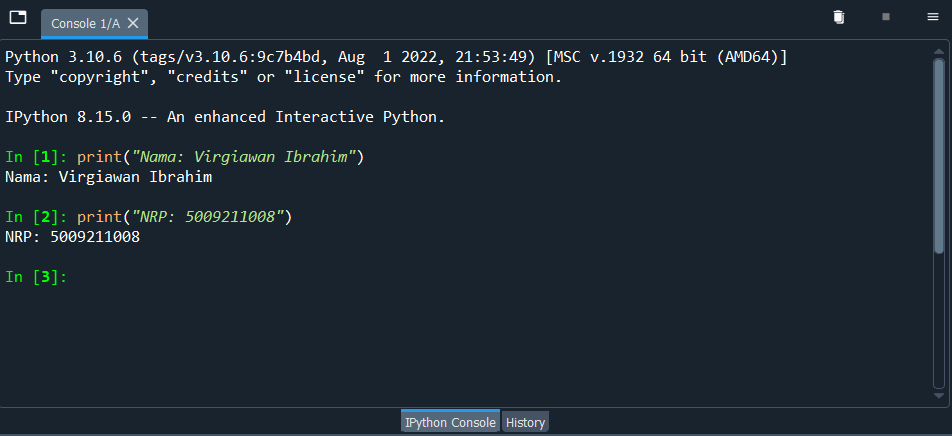 Console 1/A
Python 3.10.6 (tags/v3.10.6:9c7b4bd, Aug  1 2022, 21:53:49) [MSC v.1932 64 bit (AMD64)]
Type "copyright", "credits" or "license" for more information.
IPython 8.15.0 -- An enhanced Interactive Python.
In [1]: print("Nama: Virgiawan Ibrahim")
Nama: Virgiawan Ibrahim
In [2]: print("NRP: 5009211008")
NRP: 5009211008
In [3]:
IPython Console History